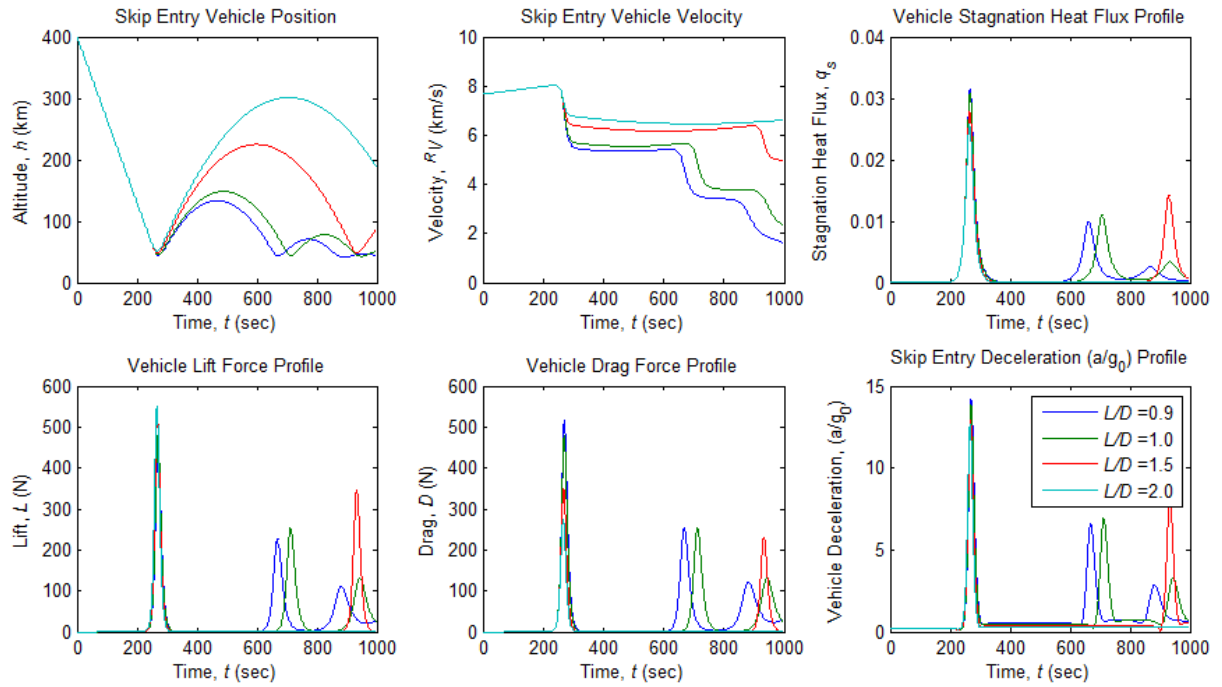 Skip Entry Vehicle Position
400
300
200
100
0
0 200 400 600 800 1000
Altitude, h (km)
Time, t (sec)
Skip Entry Vehicle Velocity
10
8
6
4
2
0
0 200 400 600 800 1000
Velocity, ᴿV (km/s)
Time, t (sec)
Vehicle Stagnation Heat Flux Profile
0.04
0.03
0.02
0.01
0
0 200 400 600 800 1000
Stagnation Heat Flux, qₛ
Time, t (sec)
Vehicle Lift Force Profile
600
500
400
300
200
100
0
0 200 400 600 800 1000
Lift, L (N)
Time, t (sec)
Vehicle Drag Force Profile
600
500
400
300
200
100
0
0 200 400 600 800 1000
Drag, D (N)
Time, t (sec)
Skip Entry Deceleration (a/g₀) Profile
15
10
5
0
0 200 400 600 800 1000
Vehicle Deceleration, (a/g₀)
Time, t (sec)
L/D =0.9
L/D =1.0
L/D =1.5
L/D =2.0